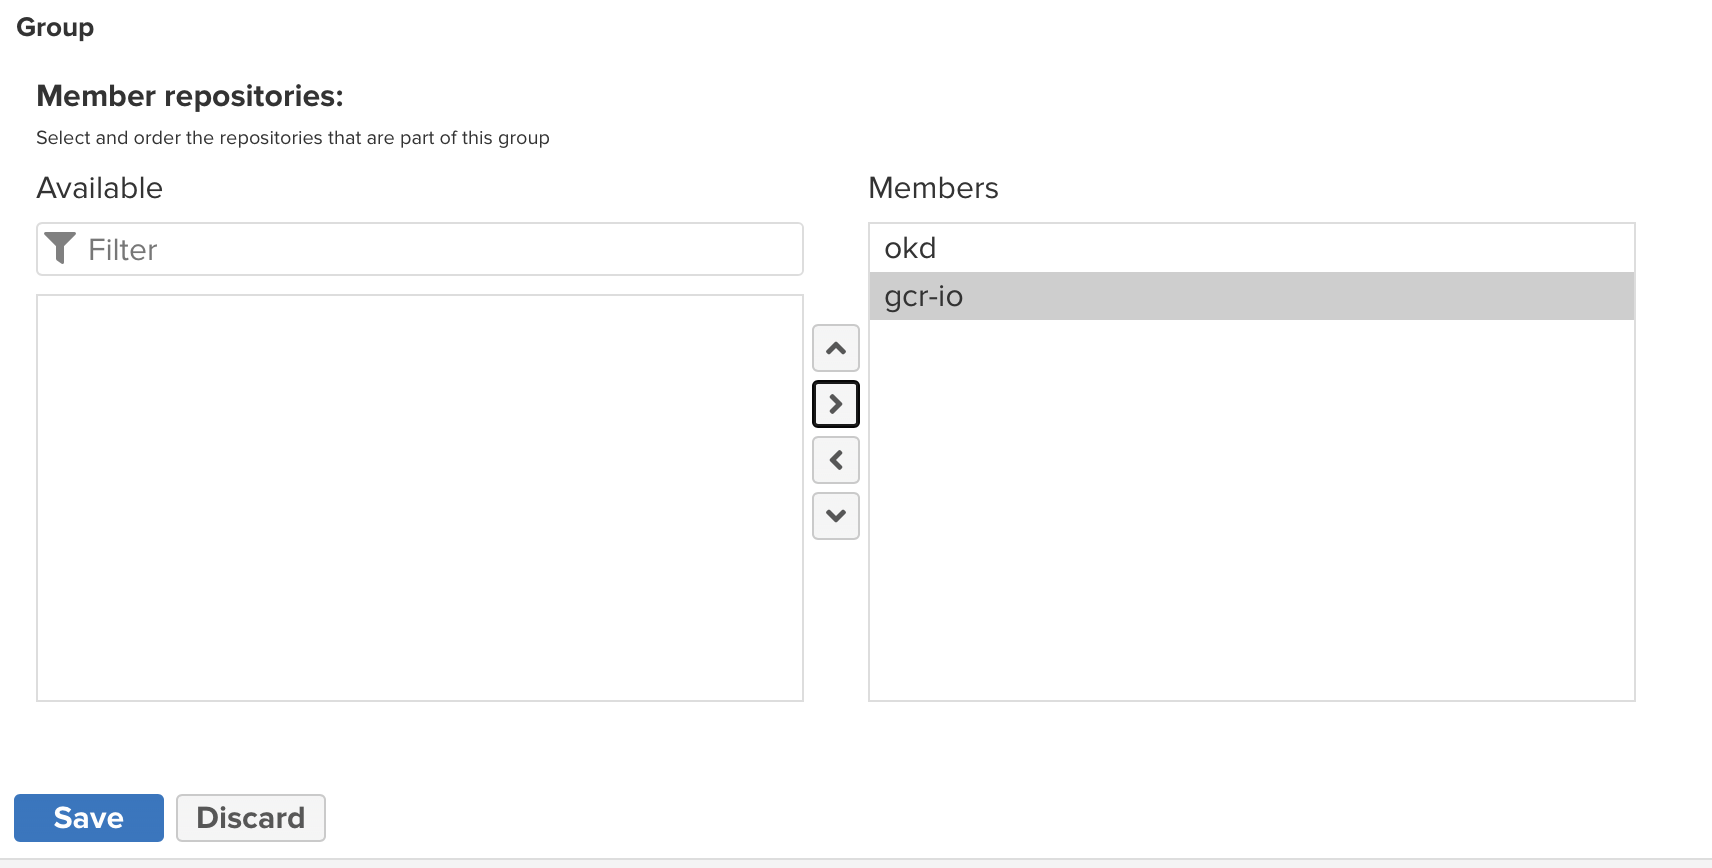 Group
Member repositories:
Select and order the repositories that are part of this group
Available
Members
Filter
okd
gcr-io
Save
Discard